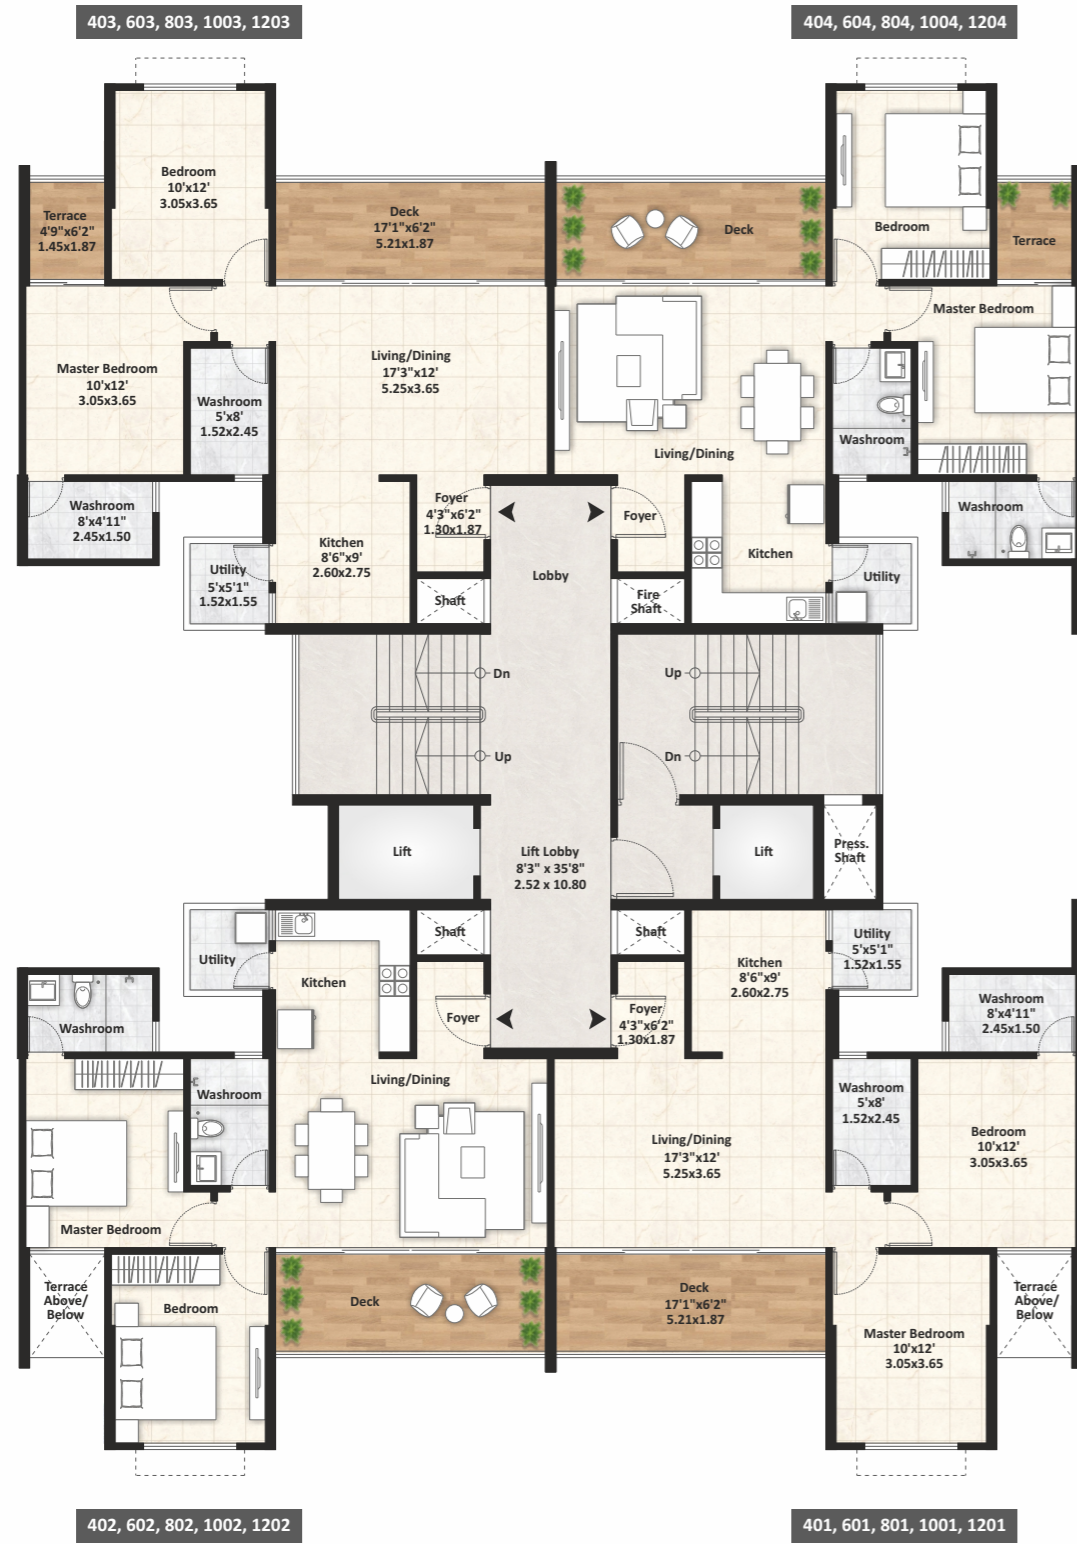 403, 603, 803, 1003, 1203
404, 604, 804, 1004, 1204
Bedroom
10'x12'
3.05x3.65
Terrace
4'9"x6'2"
1.45x1.87
Deck
17'1"x6'2"
5.21x1.87
Deck
Bedroom
Terrace
Master Bedroom
10'x12'
3.05x3.65
Washroom
5'x8'
1.52x2.45
Living/Dining
17'3"x12'
5.25x3.65
Living/Dining
Master Bedroom
Washroom
Washroom
8'x4'11"
2.45x1.50
Utility
5'x5'1"
1.52x1.55
Kitchen
8'6"x9'
2.60x2.75
Foyer
4'3"x6'2"
1.30x1.87
Shaft
Lobby
Foyer
Fire
Shaft
Kitchen
Utility
Washroom
Dn
Up
Up
Dn
Lift
Lift Lobby
8'3" x 35'8"
2.52 x 10.80
Lift
Press.
Shaft
Utility
Kitchen
Shaft
Foyer
Shaft
Foyer
4'3"x6'2"
1.30x1.87
Kitchen
8'6"x9'
2.60x2.75
Utility
5'x5'1"
1.52x1.55
Washroom
8'x4'11"
2.45x1.50
Washroom
Washroom
Living/Dining
Master Bedroom
Living/Dining
17'3"x12'
5.25x3.65
Washroom
5'x8'
1.52x2.45
Bedroom
10'x12'
3.05x3.65
Terrace
Above/
Below
Bedroom
Deck
Deck
17'1"x6'2"
5.21x1.87
Master Bedroom
10'x12'
3.05x3.65
Terrace
Above/
Below
402, 602, 802, 1002, 1202
401, 601, 801, 1001, 1201